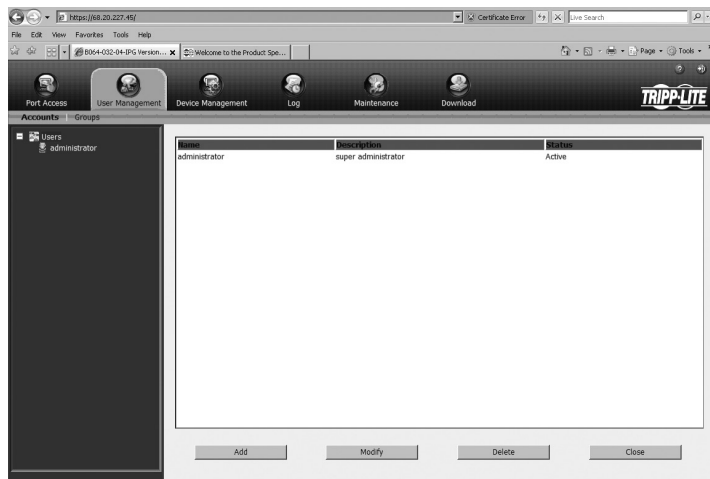 https://68.20.227.45/
Certificate Error
Live Search
File Edit View Favorites Tools Help
B064-032-04-IPG Version...
Welcome to the Product Spe...
Page Tools
Port Access
User Management
Device Management
Log
Maintenance
Download
TRIPP-LITE
Accounts Groups
Users
administrator
Name Description Status
administrator super administrator Active
Add
Modify
Delete
Close